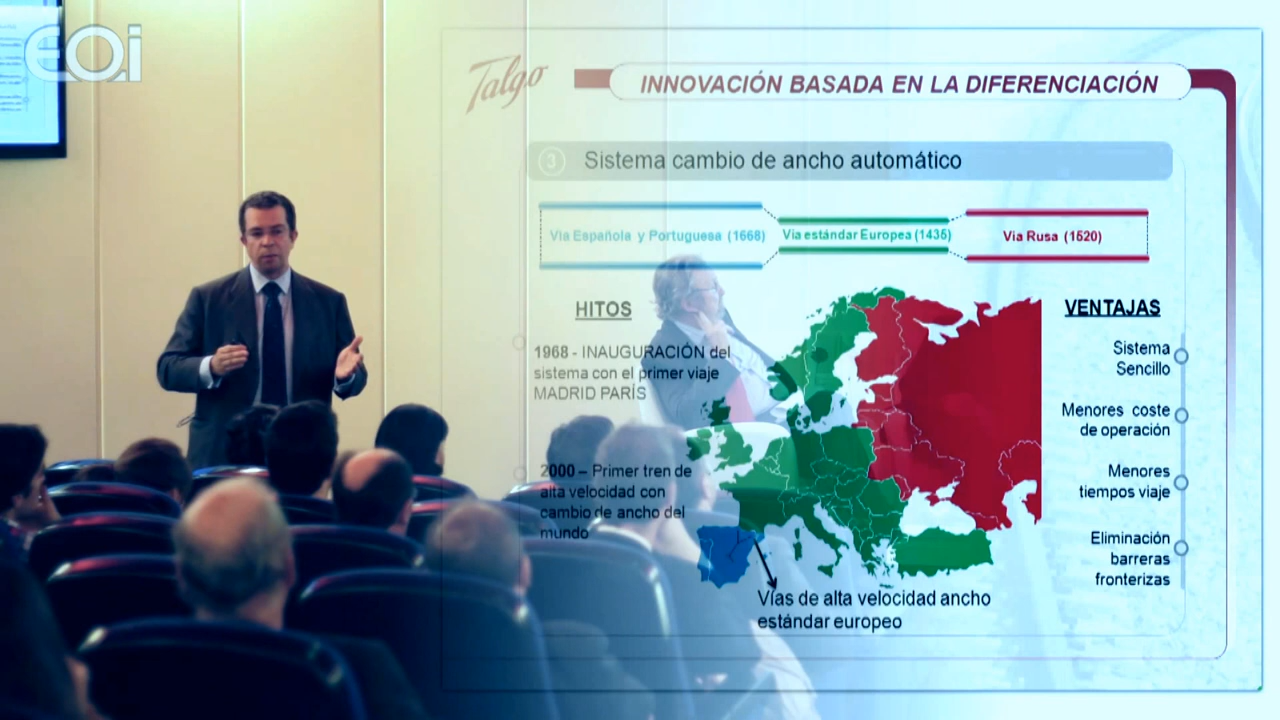 EOi
Talgo
INNOVACIÓN BASADA EN LA DIFERENCIACIÓN
3 Sistema cambio de ancho automático
Vía Española y Portuguesa (1668)
Vía estándar Europea (1435)
Vía Rusa (1520)
HITOS
1968 - INAUGURACIÓN del
sistema con el primer viaje
MADRID PARÍS
2000 – Primer tren de
alta velocidad con
cambio de ancho del
mundo
Vías de alta velocidad ancho
estándar europeo
VENTAJAS
Sistema
Sencillo
Menores coste
de operación
Menores
tiempos viaje
Eliminación
barreras
fronterizas